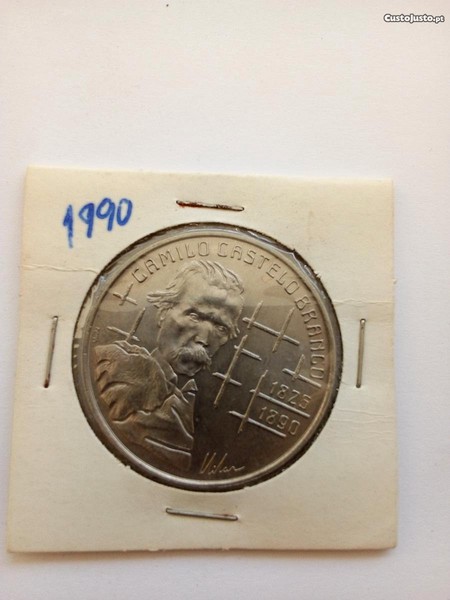 CustoJusto.pt
1990
CAMILO CASTELO BRANCO
1825
1890
Vilar